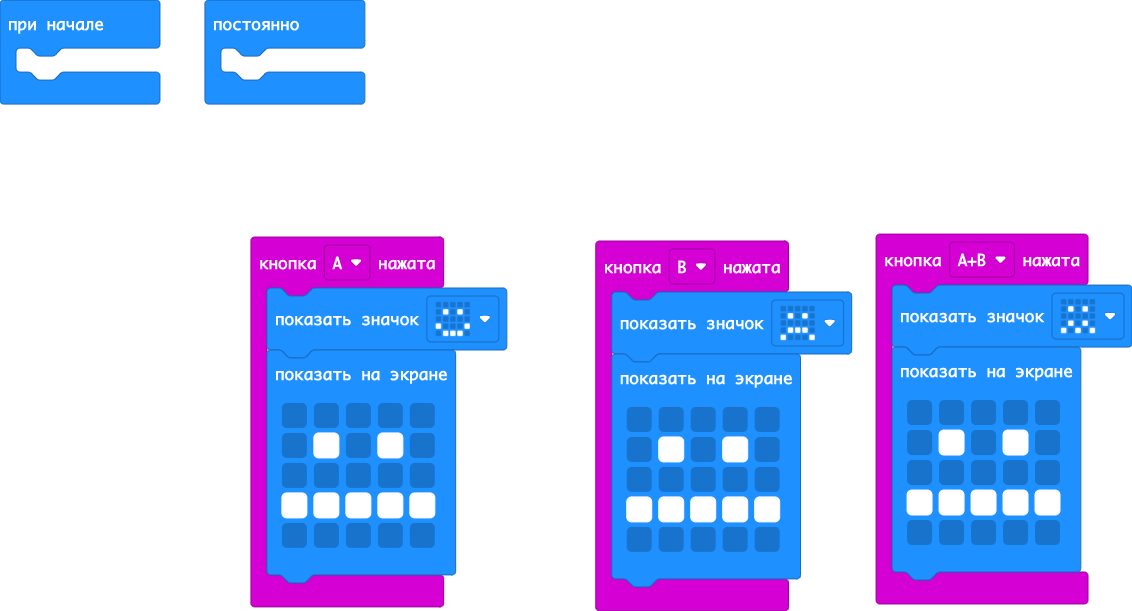 при начале
постоянно
кнопка A нажата
показать значок
показать на экране
кнопка B нажата
показать значок
показать на экране
кнопка A+B нажата
показать значок
показать на экране